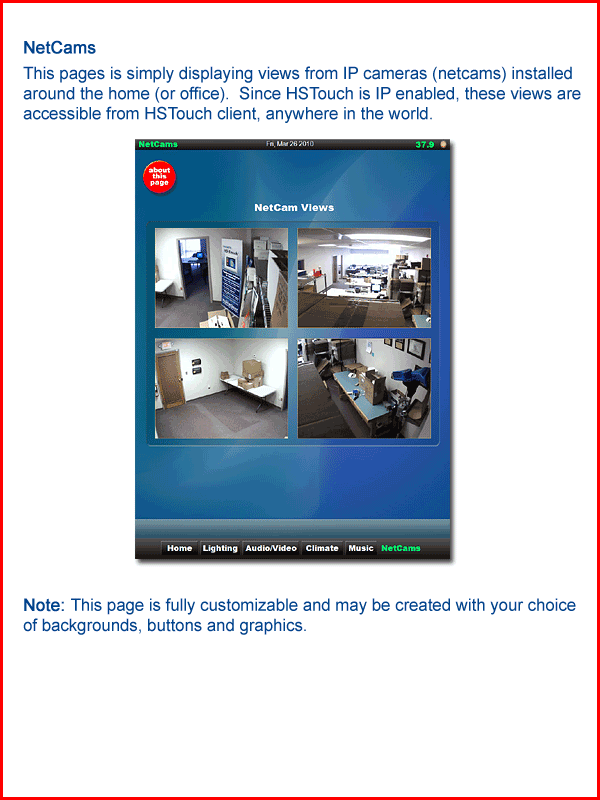 NetCams
This pages is simply displaying views from IP cameras (netcams) installed
around the home (or office).  Since HSTouch is IP enabled, these views are
accessible from HSTouch client, anywhere in the world.
NetCams Fri, Mar 26 2010 37.9
about
this
page
NetCam Views
Home Lighting Audio/Video Climate Music NetCams
Note: This page is fully customizable and may be created with your choice
of backgrounds, buttons and graphics.